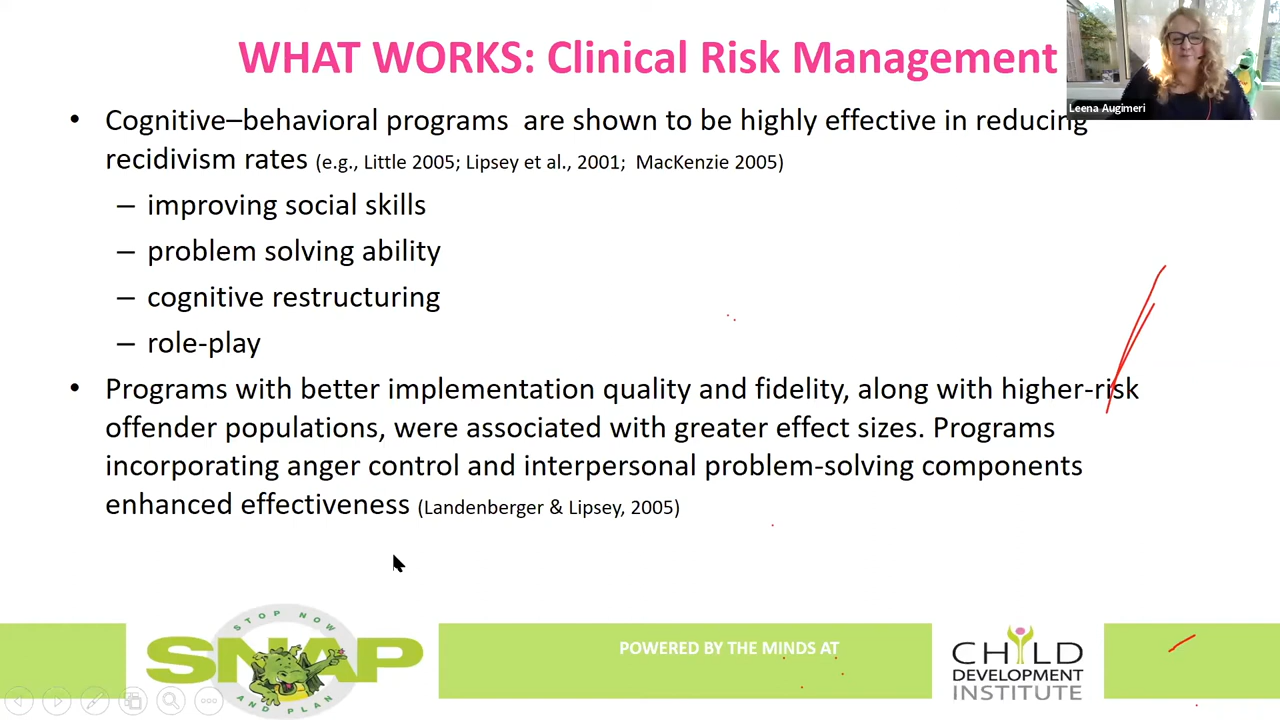 WHAT WORKS: Clinical Risk Management
Leena Augimeri
• Cognitive–behavioral programs are shown to be highly effective in reducing
recidivism rates (e.g., Little 2005; Lipsey et al., 2001; MacKenzie 2005)
– improving social skills
– problem solving ability
– cognitive restructuring
– role-play
• Programs with better implementation quality and fidelity, along with higher-risk
offender populations, were associated with greater effect sizes. Programs
incorporating anger control and interpersonal problem-solving components
enhanced effectiveness (Landenberger & Lipsey, 2005)
STOP NOW
SNAP
AND PLAN
POWERED BY THE MINDS AT
CHILD
DEVELOPMENT
INSTITUTE